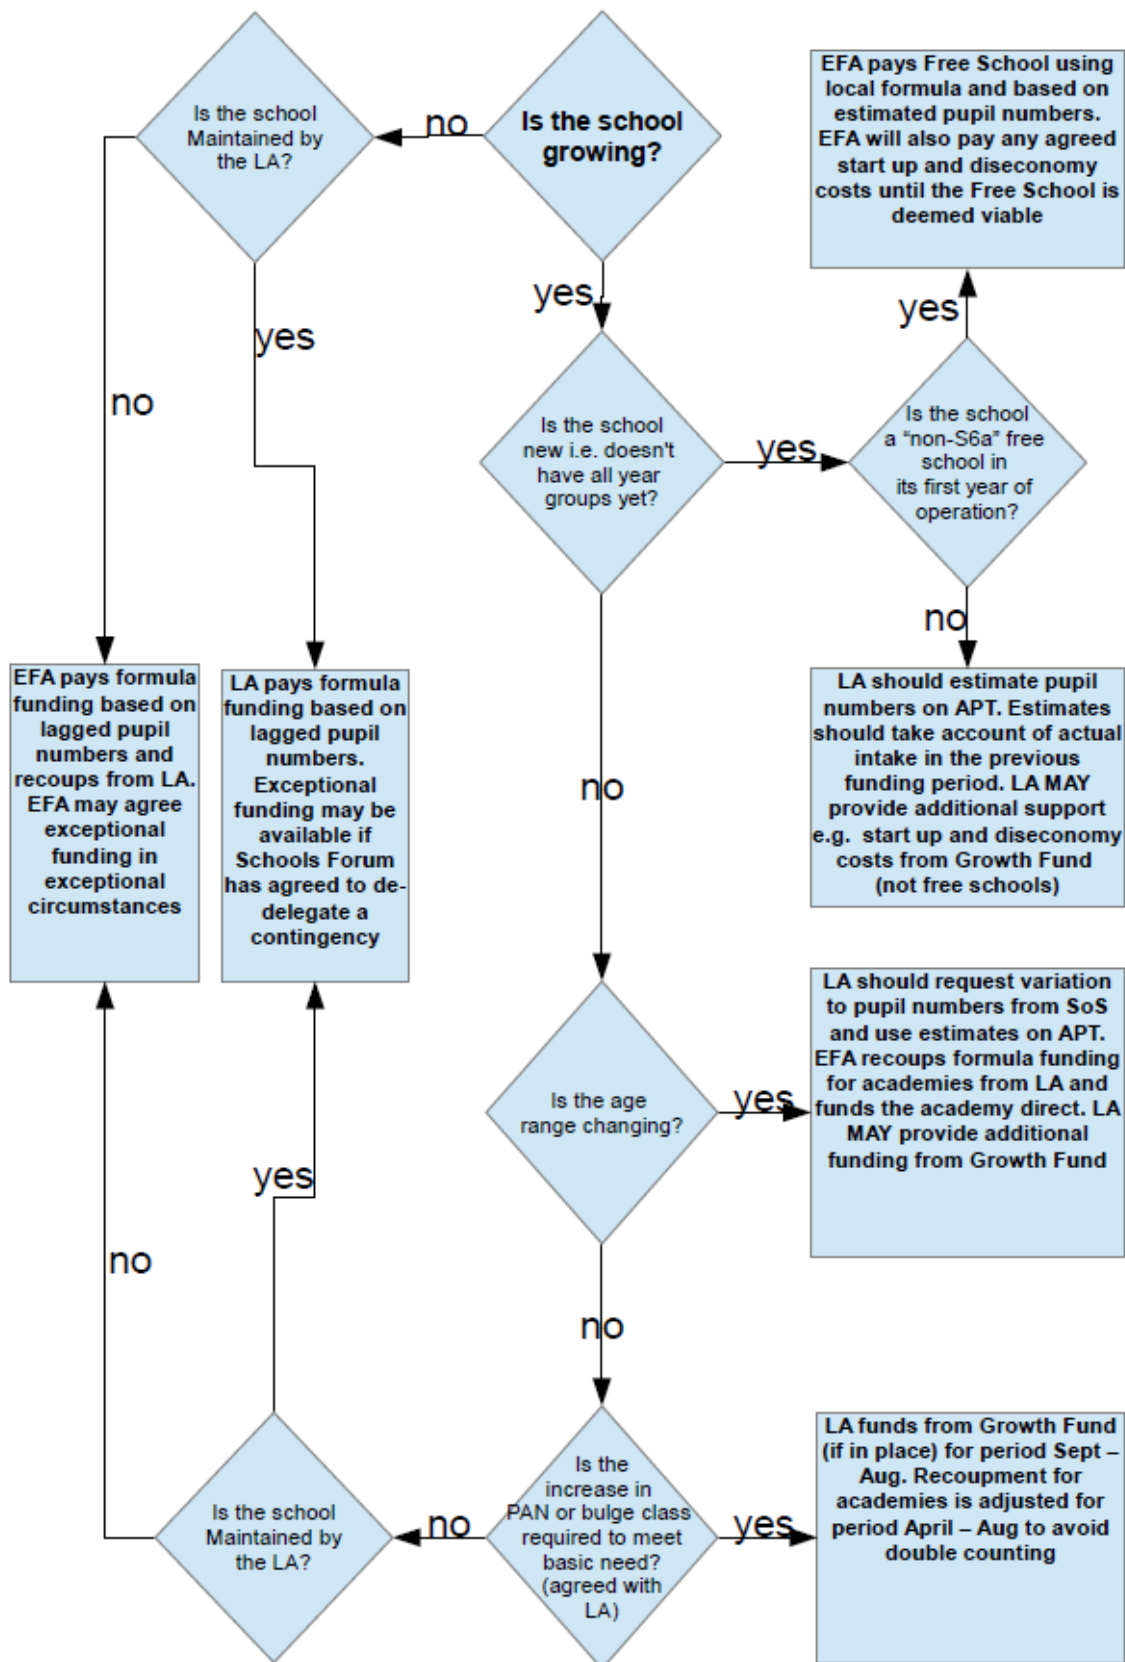 Is the school
growing?
no
Is the school
Maintained by
the LA?
EFA pays Free School using
local formula and based on
estimated pupil numbers.
EFA will also pay any agreed
start up and diseconomy
costs until the Free School is
deemed viable
yes
yes
yes
no
Is the school
new i.e. doesn't
have all year
groups yet?
yes
Is the school
a “non-S6a” free
school in
its first year of
operation?
no
EFA pays formula
funding based on
lagged pupil
numbers and
recoups from LA.
EFA may agree
exceptional
funding in
exceptional
circumstances
LA pays formula
funding based on
lagged pupil
numbers.
Exceptional
funding may be
available if
Schools Forum
has agreed to de-
delegate a
contingency
no
LA should estimate pupil
numbers on APT. Estimates
should take account of actual
intake in the previous
funding period. LA MAY
provide additional support
e.g. start up and diseconomy
costs from Growth Fund
(not free schools)
Is the age
range changing?
yes
LA should request variation
to pupil numbers from SoS
and use estimates on APT.
EFA recoups formula funding
for academies from LA and
funds the academy direct. LA
MAY provide additional
funding from Growth Fund
yes
no
no
Is the school
Maintained by
the LA?
no
Is the
increase in
PAN or bulge class
required to meet
basic need?
(agreed with
LA)
yes
LA funds from Growth Fund
(if in place) for period Sept –
Aug. Recoupment for
academies is adjusted for
period April – Aug to avoid
double counting